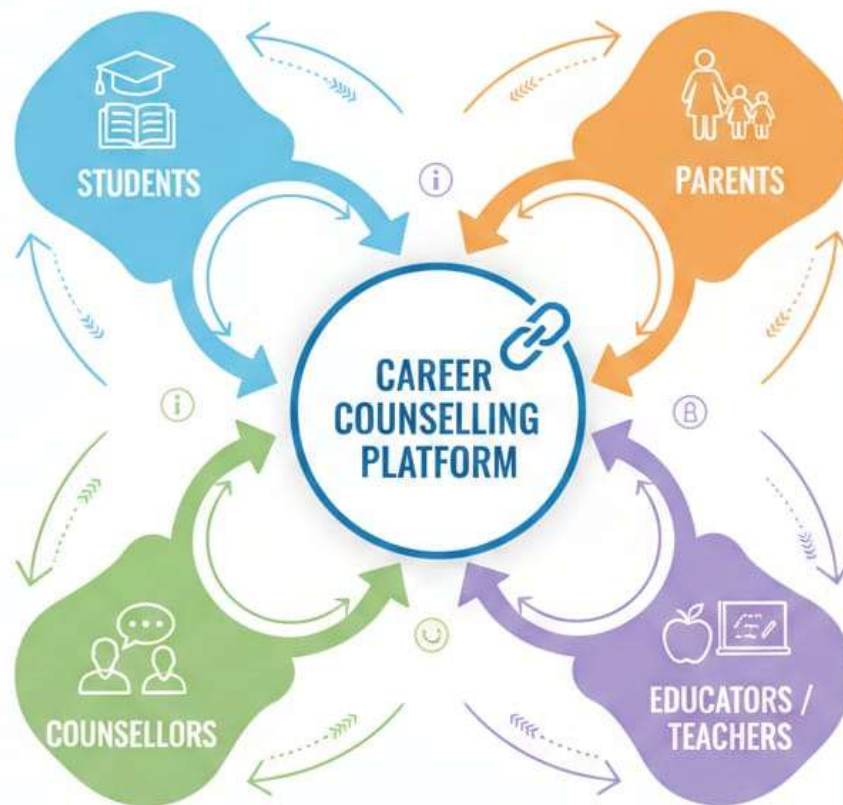 STUDENTS
PARENTS
CAREER
COUNSELLING
PLATFORM
COUNSELLORS
EDUCATORS /
TEACHERS